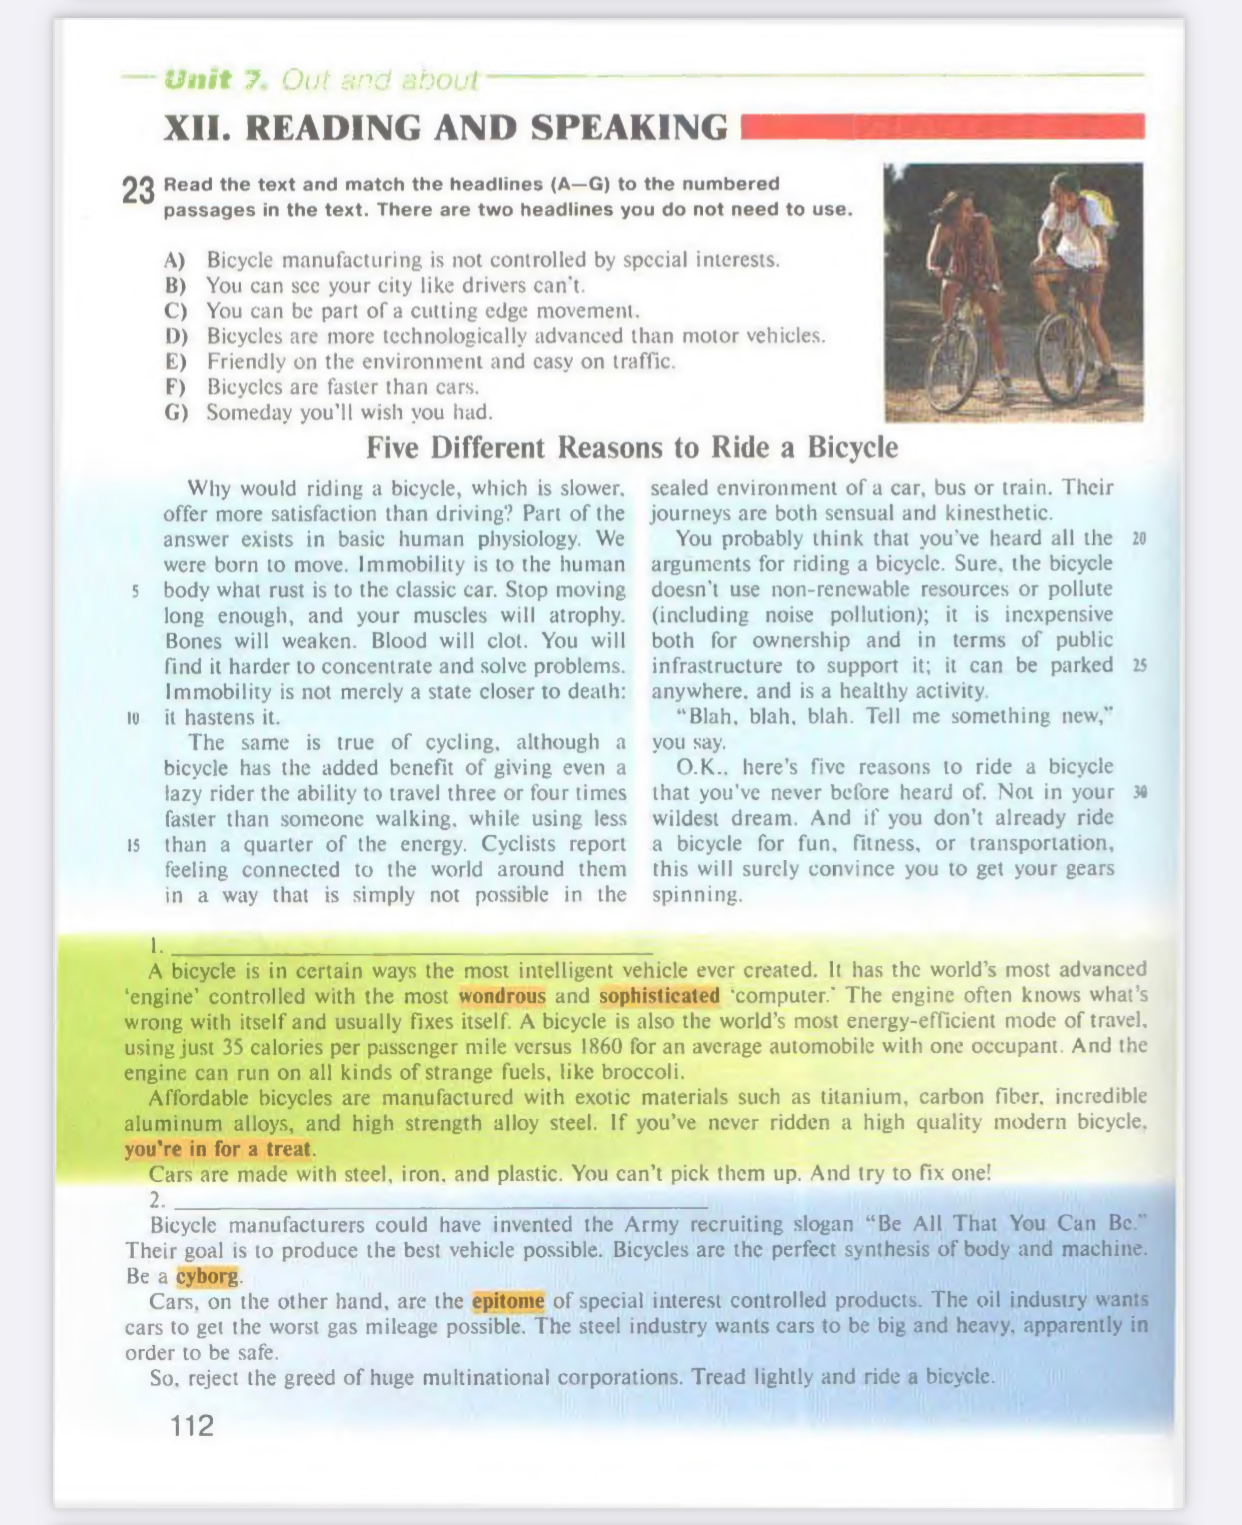 Unit 7. Out and about
XII. READING AND SPEAKING
23 Read the text and match the headlines (A—G) to the numbered
passages in the text. There are two headlines you do not need to use.
A) Bicycle manufacturing is not controlled by special interests.
B) You can see your city like drivers can't.
C) You can be part of a cutting edge movement.
D) Bicycles are more technologically advanced than motor vehicles.
E) Friendly on the environment and easy on traffic.
F) Bicycles are faster than cars.
G) Someday you'll wish you had.
Five Different Reasons to Ride a Bicycle
Why would riding a bicycle, which is slower,
offer more satisfaction than driving? Part of the
answer exists in basic human physiology. We
were born to move. Immobility is to the human
5 body what rust is to the classic car. Stop moving
long enough, and your muscles will atrophy.
Bones will weaken. Blood will clot. You will
find it harder to concentrate and solve problems.
Immobility is not merely a state closer to death:
10 it hastens it.
The same is true of cycling, although a
bicycle has the added benefit of giving even a
lazy rider the ability to travel three or four times
faster than someone walking, while using less
15 than a quarter of the energy. Cyclists report
feeling connected to the world around them
in a way that is simply not possible in the
sealed environment of a car, bus or train. Their
journeys are both sensual and kinesthetic.
You probably think that you've heard all the 20
arguments for riding a bicycle. Sure, the bicycle
doesn't use non-renewable resources or pollute
(including noise pollution); it is inexpensive
both for ownership and in terms of public
infrastructure to support it; it can be parked 25
anywhere, and is a healthy activity.
"Blah, blah, blah. Tell me something new,"
you say.
O.K., here's five reasons to ride a bicycle
that you've never before heard of. Not in your 30
wildest dream. And if you don't already ride
a bicycle for fun, fitness, or transportation,
this will surely convince you to get your gears
spinning.
1.
A bicycle is in certain ways the most intelligent vehicle ever created. It has the world's most advanced
'engine' controlled with the most wondrous and sophisticated 'computer.' The engine often knows what's
wrong with itself and usually fixes itself. A bicycle is also the world's most energy-efficient mode of travel,
using just 35 calories per passenger mile versus 1860 for an average automobile with one occupant. And the
engine can run on all kinds of strange fuels, like broccoli.
Affordable bicycles are manufactured with exotic materials such as titanium, carbon fiber, incredible
aluminum alloys, and high strength alloy steel. If you've never ridden a high quality modern bicycle,
you're in for a treat.
Cars are made with steel, iron, and plastic. You can't pick them up. And try to fix one!
2.
Bicycle manufacturers could have invented the Army recruiting slogan "Be All That You Can Be."
Their goal is to produce the best vehicle possible. Bicycles are the perfect synthesis of body and machine.
Be a cyborg.
Cars, on the other hand, are the epitome of special interest controlled products. The oil industry wants
cars to get the worst gas mileage possible. The steel industry wants cars to be big and heavy, apparently in
order to be safe.
So, reject the greed of huge multinational corporations. Tread lightly and ride a bicycle.
112